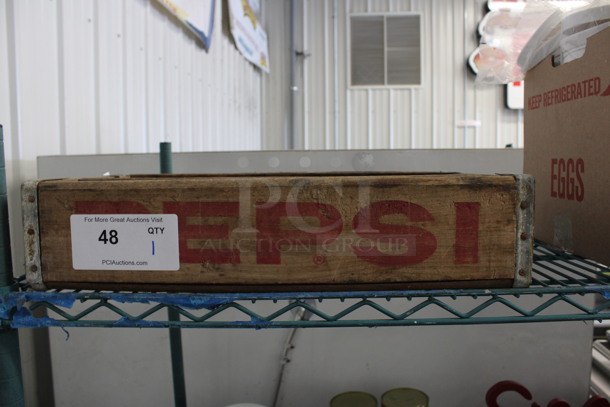 KEEP REFRIGERATED
EGGS
PEPSI
®
PCI
AUCTION GROUP
For More Great Auctions Visit
48
QTY
1
PCIAuctions.com